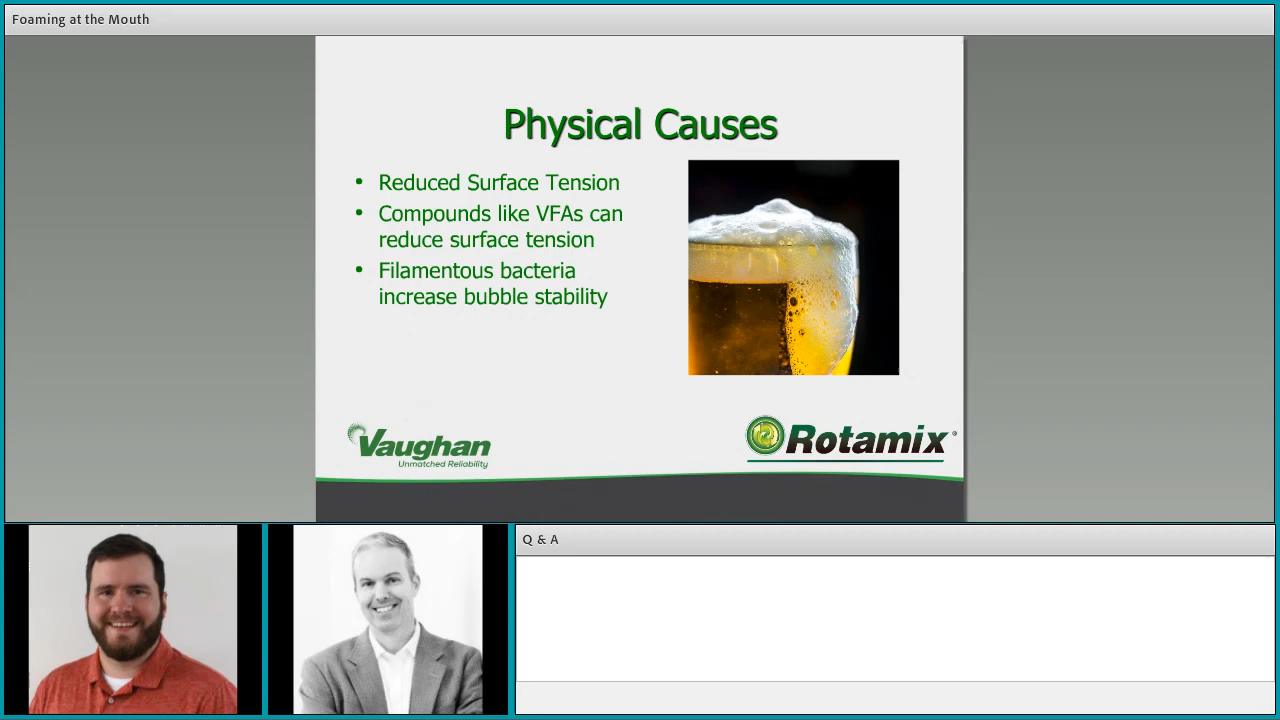 Foaming at the Mouth
Physical Causes
• Reduced Surface Tension
• Compounds like VFAs can
reduce surface tension
• Filamentous bacteria
increase bubble stability
Vaughan
Unmatched Reliability
Rotamix®
Q & A